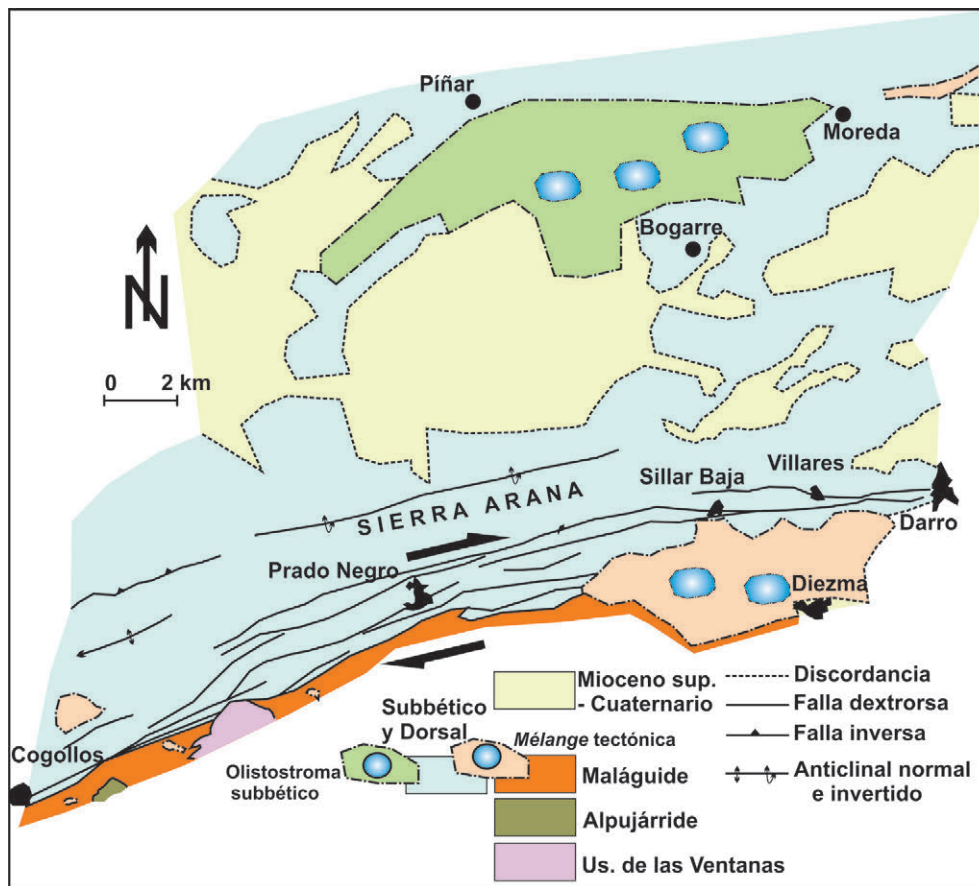 Píñar
Moreda
Bogarre
N
0 2 km
SIERRA ARANA
Sillar Baja
Villares
Darro
Prado Negro
Diezma
Cogollos
Mioceno sup.
- Cuaternario
Subbético
y Dorsal
Mélange tectónica
Olistostroma
subbético
Maláguide
Alpujárride
Us. de las Ventanas
Discordancia
Falla dextrorsa
Falla inversa
Anticlinal normal
e invertido